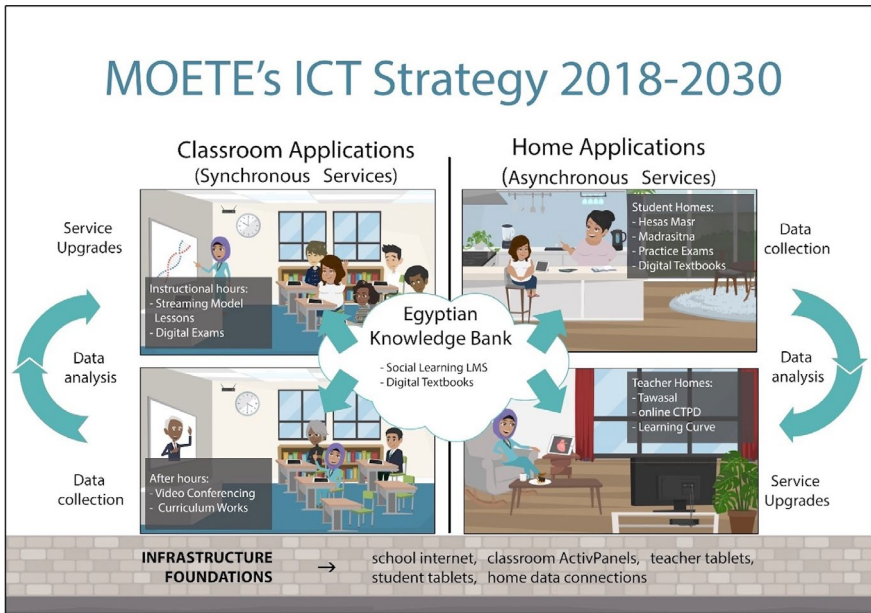 MOETE's ICT Strategy 2018-2030
Classroom Applications
(Synchronous Services)
Home Applications
(Asynchronous Services)
Service
Upgrades
Data
analysis
Data
collection
Instructional hours:
- Streaming Model
Lessons
- Digital Exams
After hours:
- Video Conferencing
- Curriculum Works
Egyptian
Knowledge Bank
- Social Learning LMS
- Digital Textbooks
Student Homes:
- Hesas Masr
- Madrasitna
- Practice Exams
- Digital Textbooks
Teacher Homes:
- Tawasal
- online CTPD
- Learning Curve
Data
collection
Data
analysis
Service
Upgrades
INFRASTRUCTURE
FOUNDATIONS
→ school internet, classroom ActivPanels, teacher tablets,
student tablets, home data connections